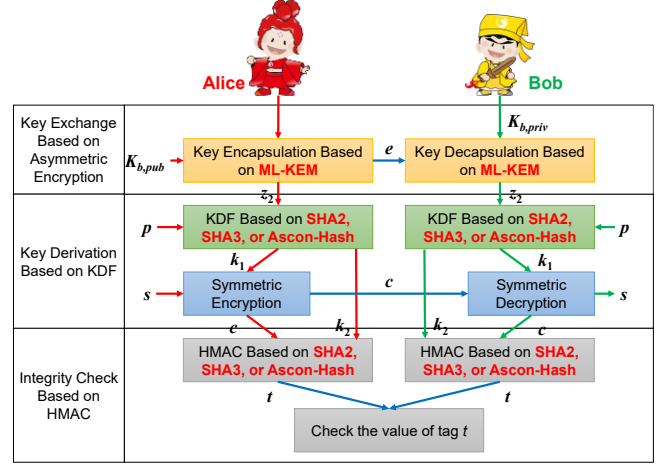 Alice
Bob
Key Exchange
Based on
Asymmetric
Encryption
K_{b,priv}
K_{b,pub}
Key Encapsulation Based
on ML-KEM
e
Key Decapsulation Based
on ML-KEM
z_2
z_2
Key Derivation
Based on KDF
p
KDF Based on SHA2,
SHA3, or Ascon-Hash
KDF Based on SHA2,
SHA3, or Ascon-Hash
p
k_1
k_1
s
Symmetric
Encryption
c
Symmetric
Decryption
s
c
k_2
k_2
c
Integrity Check
Based on
HMAC
HMAC Based on SHA2,
SHA3, or Ascon-Hash
HMAC Based on SHA2,
SHA3, or Ascon-Hash
t
t
Check the value of tag t